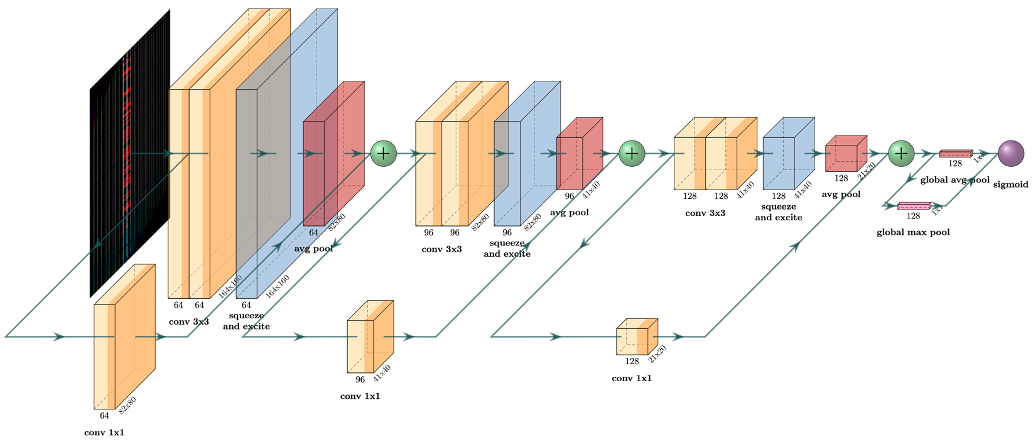 64 64
164x160
conv 3x3
64
164x160
squeeze
and excite
64
82x80
avg pool
+
64
82x80
conv 1x1
96 96
82x80
conv 3x3
96
82x80
squeeze
and excite
96
41x40
avg pool
+
96
41x40
conv 1x1
128 128
41x40
conv 3x3
128
41x40
squeeze
and excite
128
21x20
avg pool
+
128
21x20
conv 1x1
128
global avg pool
128
global max pool
sigmoid